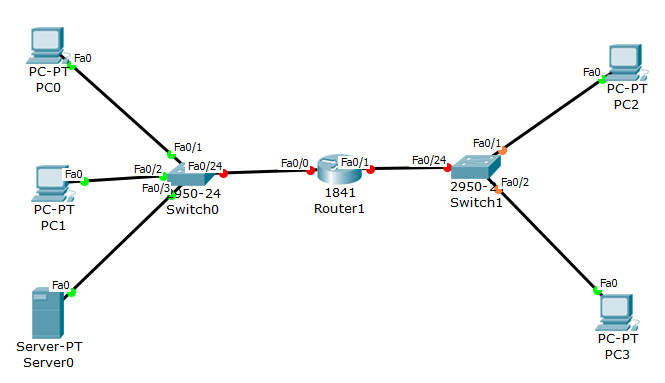 Fa0
PC-PT
PC0
Fa0/1
Fa0
PC-PT
PC1
Fa0/2
Fa0/24
Fa0/3
950-24
Switch0
Fa0/0
Fa0/1
1841
Router1
Fa0/24
Fa0/1
2950-2
Fa0/2
Switch1
Fa0
PC-PT
PC2
Fa0
PC-PT
PC3
Fa0
Server-PT
Server0